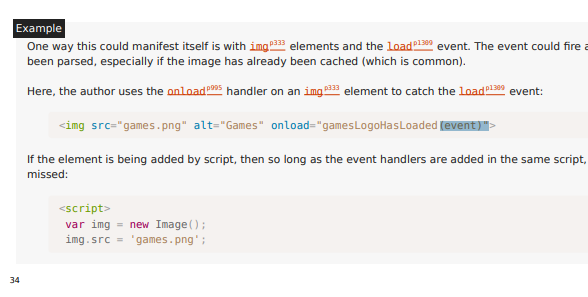 Example
One way this could manifest itself is with img p333 elements and the load p1309 event. The event could fire a
been parsed, especially if the image has already been cached (which is common).
Here, the author uses the onload p995 handler on an img p333 element to catch the load p1309 event:
<img src="games.png" alt="Games" onload="gamesLogoHasLoaded(event)">
If the element is being added by script, then so long as the event handlers are added in the same script,
missed:
<script>
var img = new Image();
img.src = 'games.png';
34